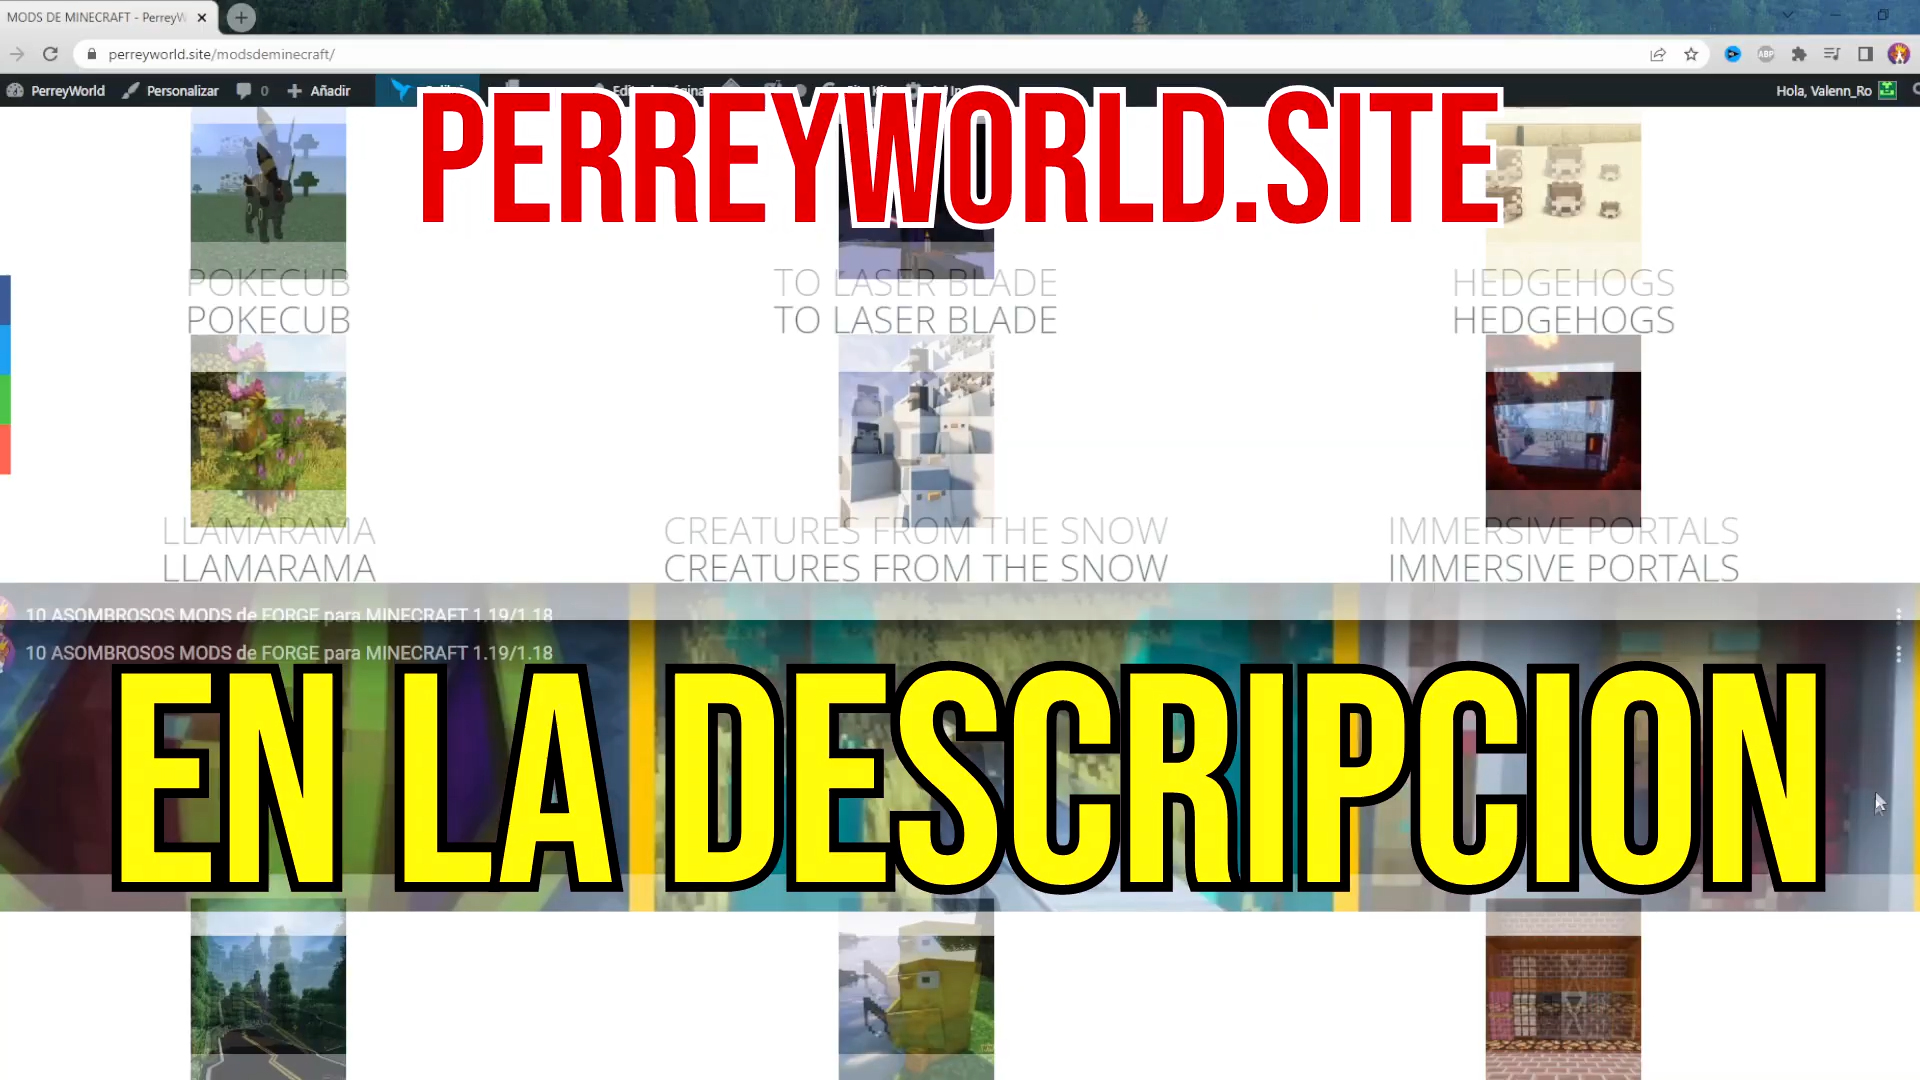 MODS DE MINECRAFT - PerreyW
perreyworld.site/modsdeminecraft/
ABP
PerreyWorld
Personalizar
0
Añadir
Hola, Valenn_Ro
PERREYWORLD.SITE
POKECUB
TO LASER BLADE
HEDGEHOGS
POKECUB
TO LASER BLADE
HEDGEHOGS
LLAMARAMA
CREATURES FROM THE SNOW
IMMERSIVE PORTALS
LLAMARAMA
CREATURES FROM THE SNOW
IMMERSIVE PORTALS
10 ASOMBROSOS MODS de FORGE para MINECRAFT 1.19/1.18
10 ASOMBROSOS MODS de FORGE para MINECRAFT 1.19/1.18
EN LA DESCRIPCION